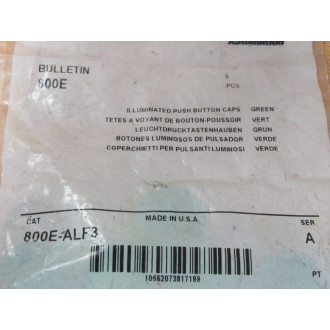 Automation
BULLETIN
800E
5
PCS
ILLUMINATED PUSH BUTTON CAPS GREEN
TETES A VOYANT DE BOUTON-POUSSOIR VERT
LEUCHTDRUCKTASTENHAUBEN GRUN
BOTONES LUMINOSOS DE PULSADOR VERDE
COPERCHIETTI PER PULSANTI LUMINOSI VERDE
CAT MADE IN U.S.A. SER
800E-ALF3 A
10662073817199
PT